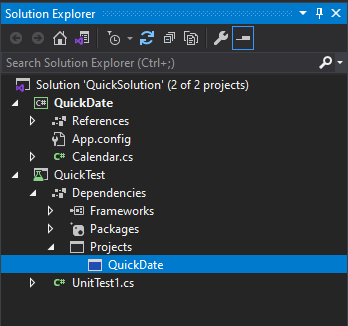 Solution Explorer
Search Solution Explorer (Ctrl+;)
Solution 'QuickSolution' (2 of 2 projects)
C# QuickDate
References
App.config
C# Calendar.cs
QuickTest
Dependencies
Frameworks
Packages
Projects
QuickDate
C# UnitTest1.cs